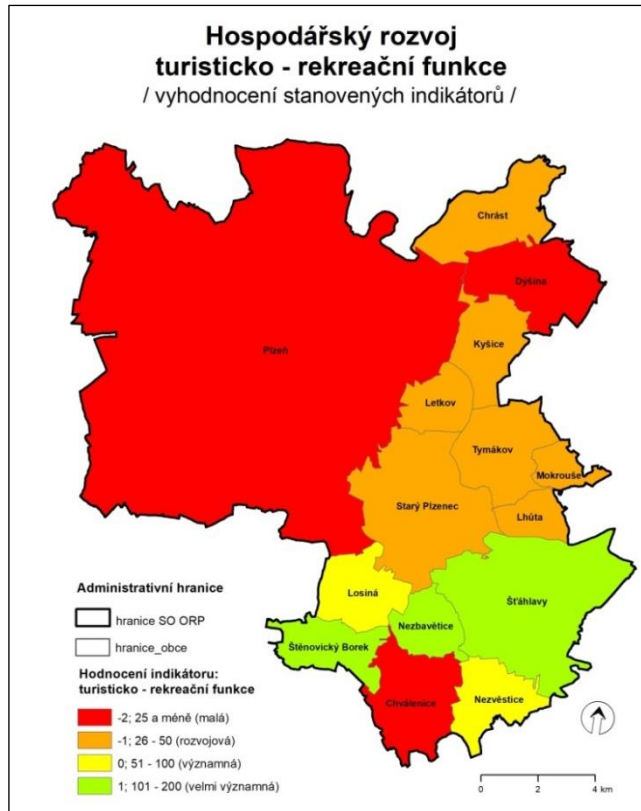 Hospodářský rozvoj
turisticko - rekreační funkce
/ vyhodnocení stanovených indikátorů /
Chrást
Dýšina
Plzeň
Kyšice
Letkov
Tymákov
Mokrouše
Starý Plzenec
Lhůta
Losiná
Šťáhlavy
Nezbavětice
Štěnovický Borek
Chválenice
Nezvěstice
Administrativní hranice
hranice SO ORP
hranice_obce
Hodnocení indikátoru:
turisticko - rekreační funkce
-2; 25 a méně (malá)
-1; 26 - 50 (rozvojová)
0; 51 - 100 (významná)
1; 101 - 200 (velmi významná)
0 2 4 km